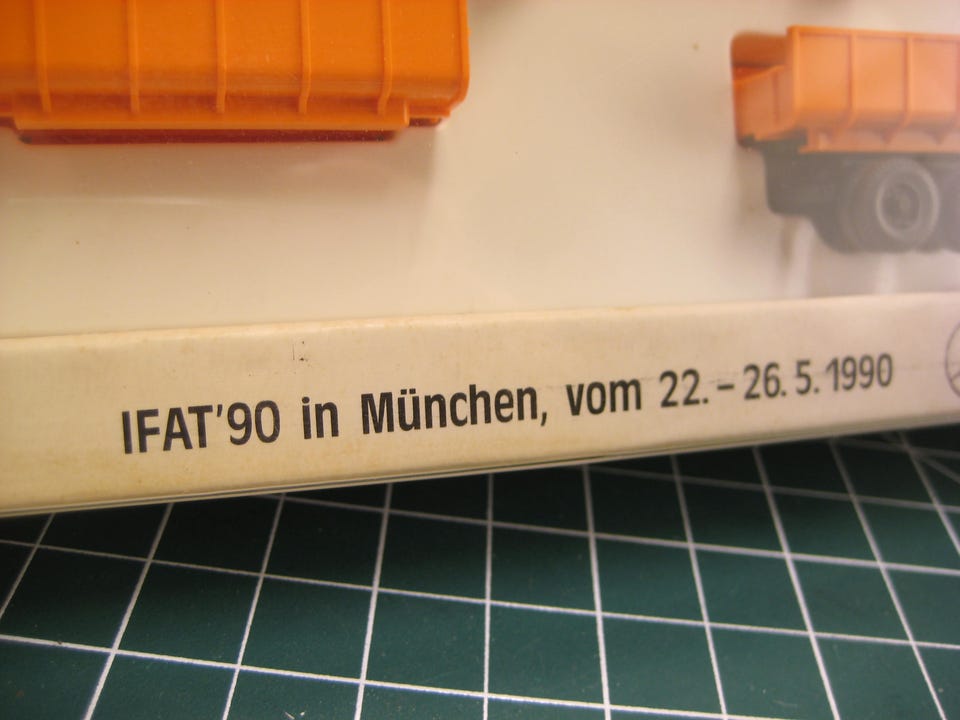 IFAT'90 in München, vom 22. – 26. 5. 1990